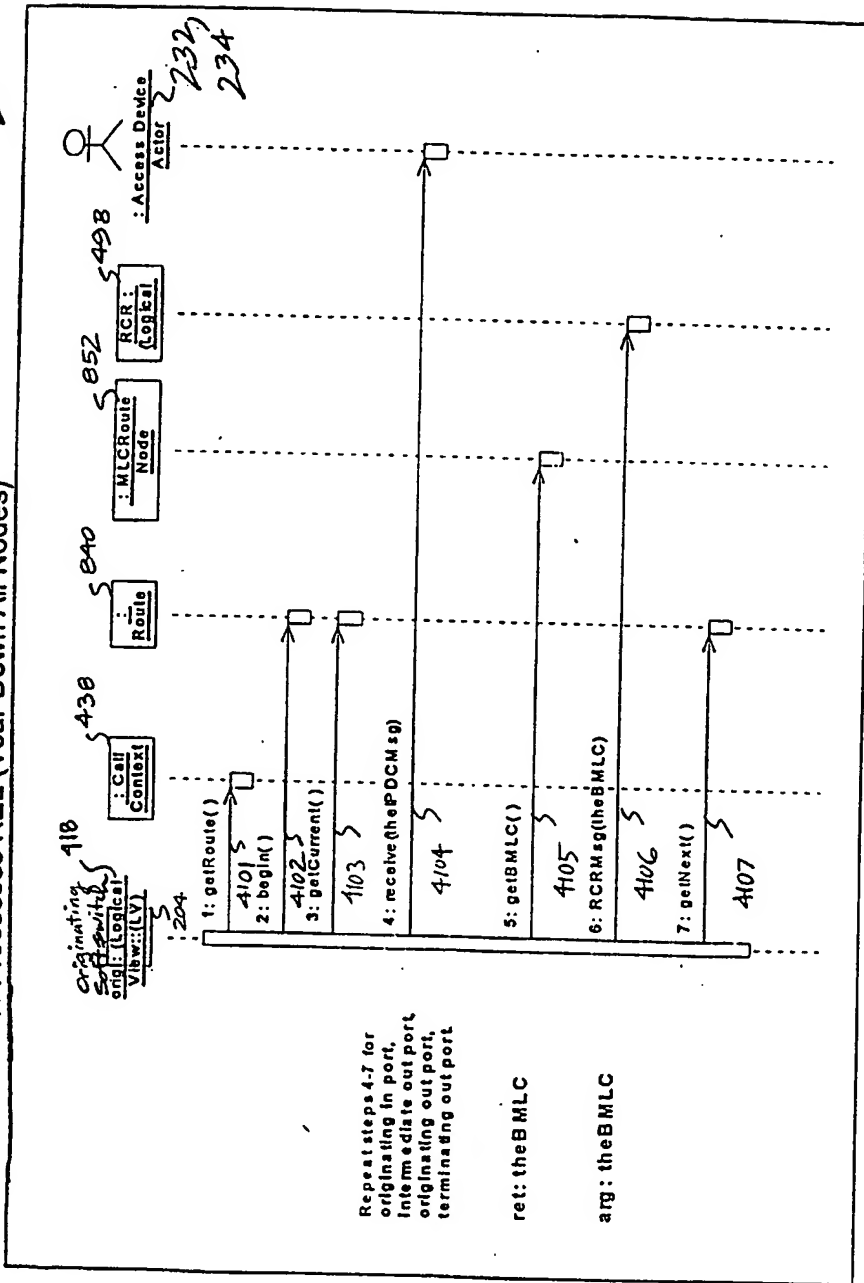 (Tear Down All Nodes)
originating
Soft switch
418
orig: (Logical
View::(LV)
204
: Call
Context
438
:
Route
840
: MLCRoute
Node
852
RCR :
(Logical
498
: Access Device
Actor
232
234
1: getRoute()
4101
2: begin()
4102
3: getCurrent()
4103
4: receive(theIPDCMsg)
4104
5: getBMLC()
4105
6: RCRMsg(theBMLC)
4106
7: getNext()
4107
Repeat steps 4-7 for
originating in port,
Intermediate out port,
originating out port,
terminating out port
ret: theBMLC
arg: theBMLC